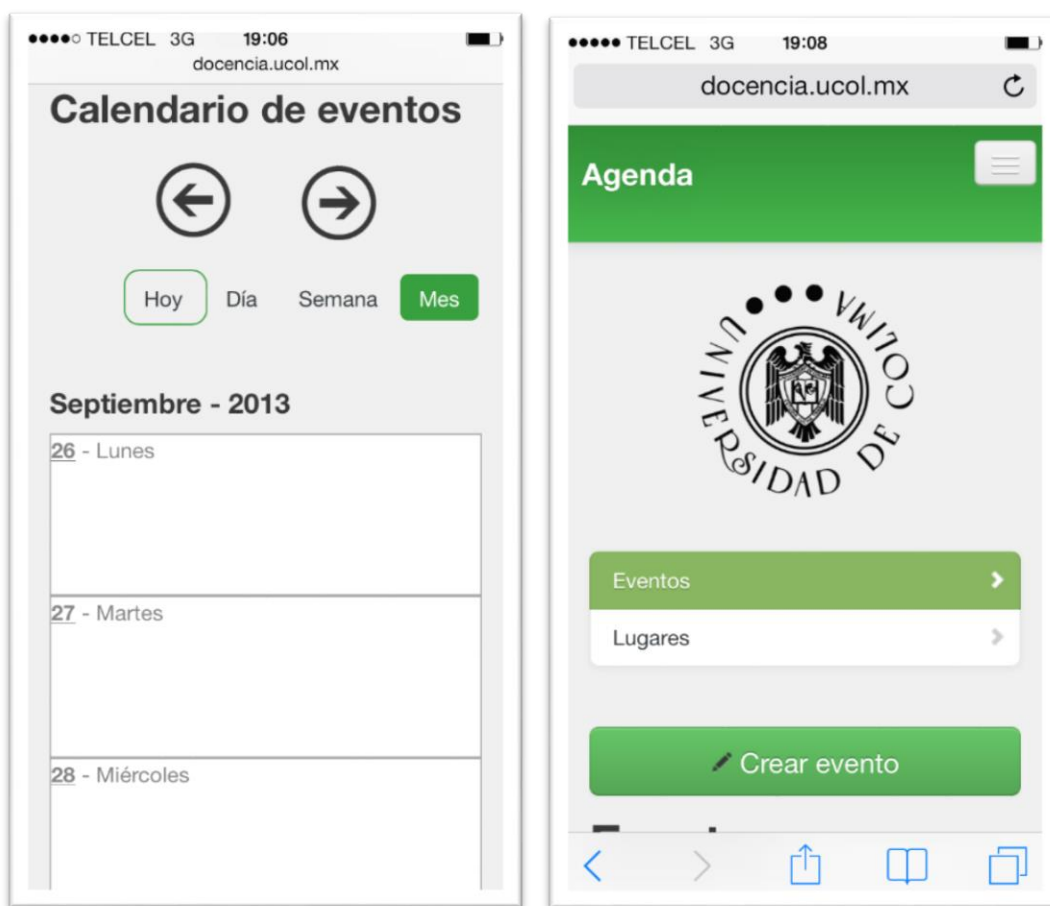 TELCEL 3G 19:06
docencia.ucol.mx
Calendario de eventos
Hoy Día Semana Mes
Septiembre - 2013
26 - Lunes
27 - Martes
28 - Miércoles
TELCEL 3G 19:08
docencia.ucol.mx
Agenda
UNIVERSIDAD DE COLIMA
Eventos
Lugares
Crear evento